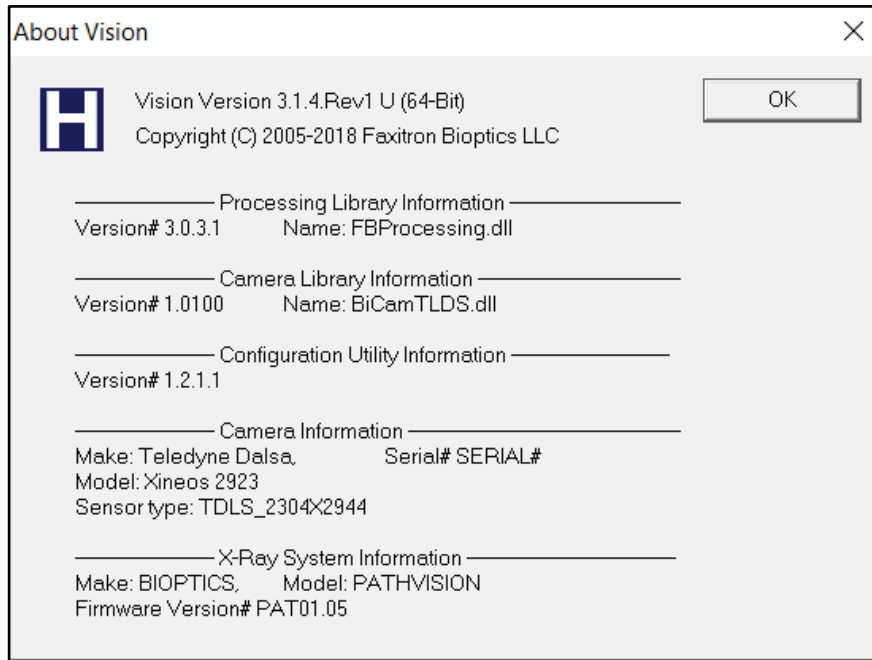 About Vision
H
Vision Version 3.1.4.Rev1 U (64-Bit)
OK
Copyright (C) 2005-2018 Faxitron Bioptics LLC
Processing Library Information
Version# 3.0.3.1 Name: FBProcessing.dll
Camera Library Information
Version# 1.0100 Name: BiCamTLDS.dll
Configuration Utility Information
Version# 1.2.1.1
Camera Information
Make: Teledyne Dalsa, Serial# SERIAL#
Model: Xineos 2923
Sensor type: TDLS_2304X2944
X-Ray System Information
Make: BIOPTICS, Model: PATHVISION
Firmware Version# PAT01.05